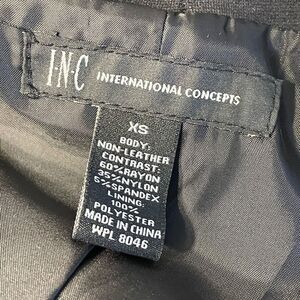 I·N·C INTERNATIONAL CONCEPTS
XS
BODY:
NON-LEATHER
CONTRAST:
60%RAYON
35%NYLON
5%SPANDEX
LINING:
100%
POLYESTER
MADE IN CHINA
WPL 8046